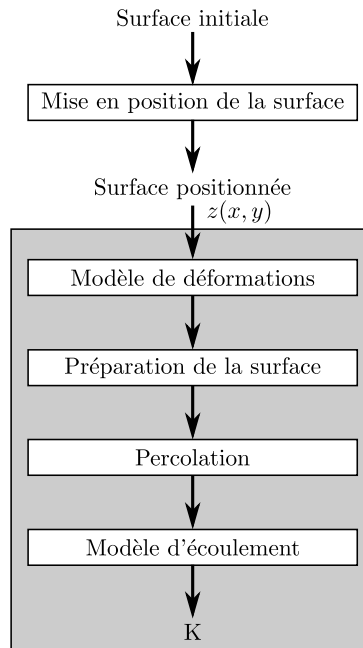 Surface initiale
Mise en position de la surface
Surface positionnée
z(x, y)
Modèle de déformations
Préparation de la surface
Percolation
Modèle d'écoulement
K